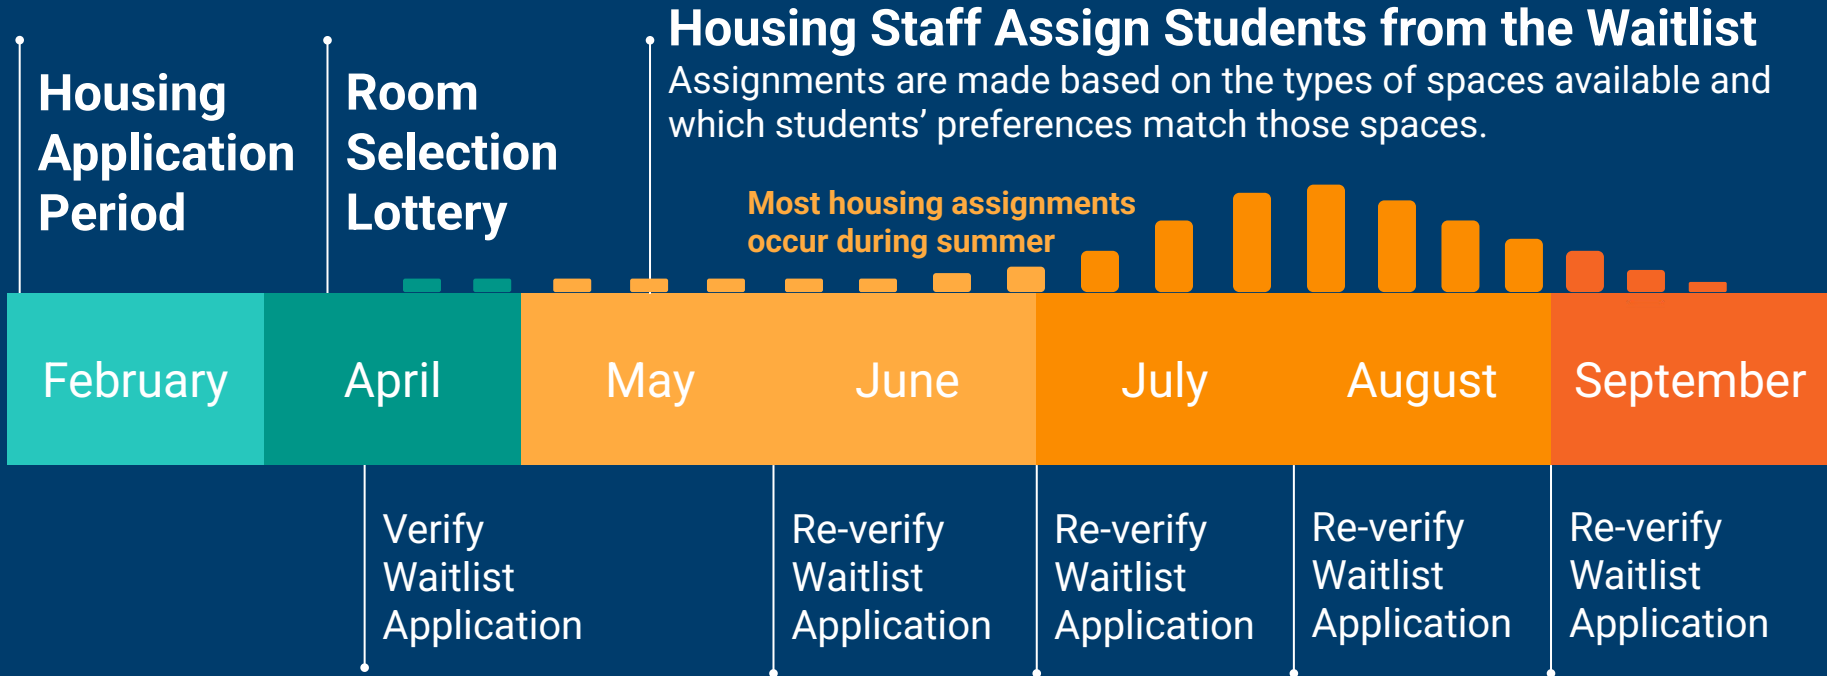 Housing
Application
Period
Room
Selection
Lottery
Housing Staff Assign Students from the Waitlist
Assignments are made based on the types of spaces available and
which students’ preferences match those spaces.
Most housing assignments
occur during summer
February
April
May
June
July
August
September
Verify
Waitlist
Application
Re-verify
Waitlist
Application
Re-verify
Waitlist
Application
Re-verify
Waitlist
Application
Re-verify
Waitlist
Application